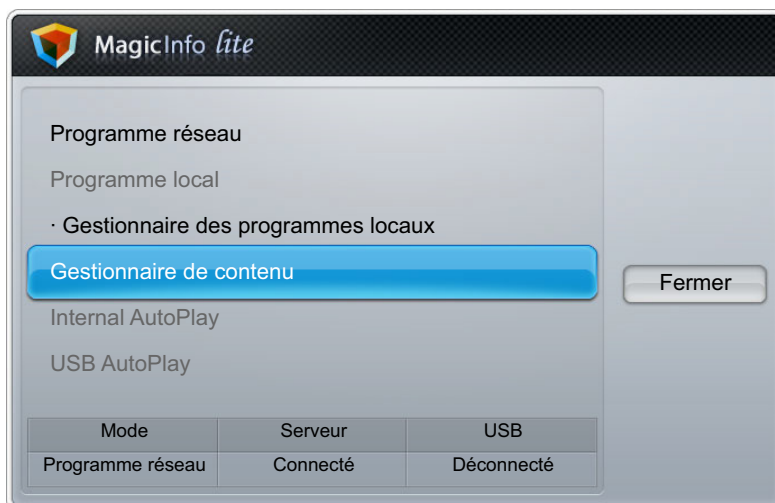 MagicInfo lite
Programme réseau
Programme local
· Gestionnaire des programmes locaux
Gestionnaire de contenu
Fermer
Internal AutoPlay
USB AutoPlay
Mode Serveur USB
Programme réseau Connecté Déconnecté